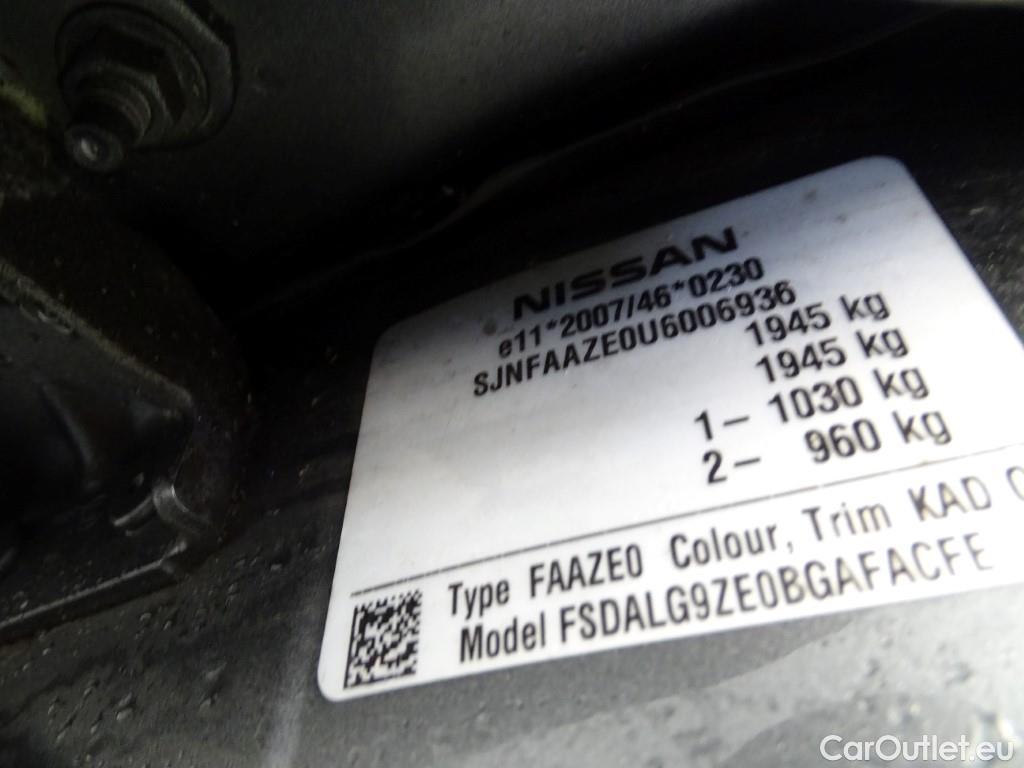 NISSAN
e11*2007/46*0230
SJNFAAZE0U6006936
1945 kg
1945 kg
1– 1030 kg
2– 960 kg
Type FAAZE0 Colour, Trim KAD
Model FSDALG9ZE0BGAFACFE
CarOutlet.eu